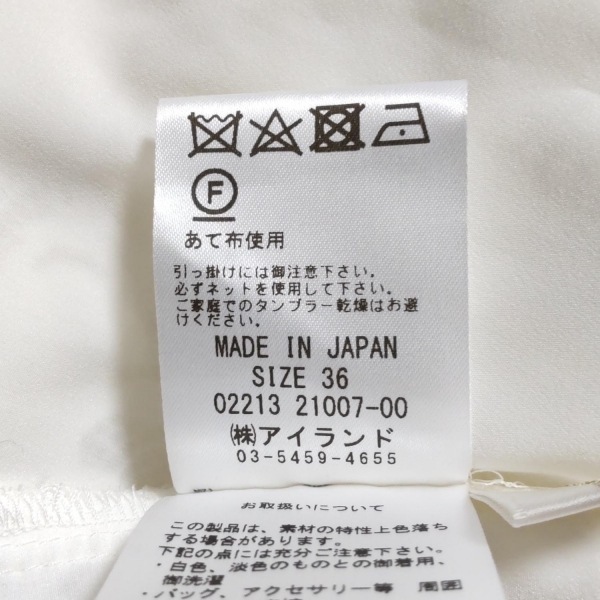 F
あて布使用
引っ掛けには御注意下さい。
必ずネットを使用して下さい。
ご家庭でのタンブラー乾燥はお避
けください。
MADE IN JAPAN
SIZE 36
02213 21007-00
㈱アイランド
03-5459-4655
お取扱いについて
この製品は、素材の特性上色落ち
する場合があります。
下記の点には充分ご注意下さい。
・白色、淡色のものとの御着用、
御洗濯
・バッグ、アクセサリー等 周囲